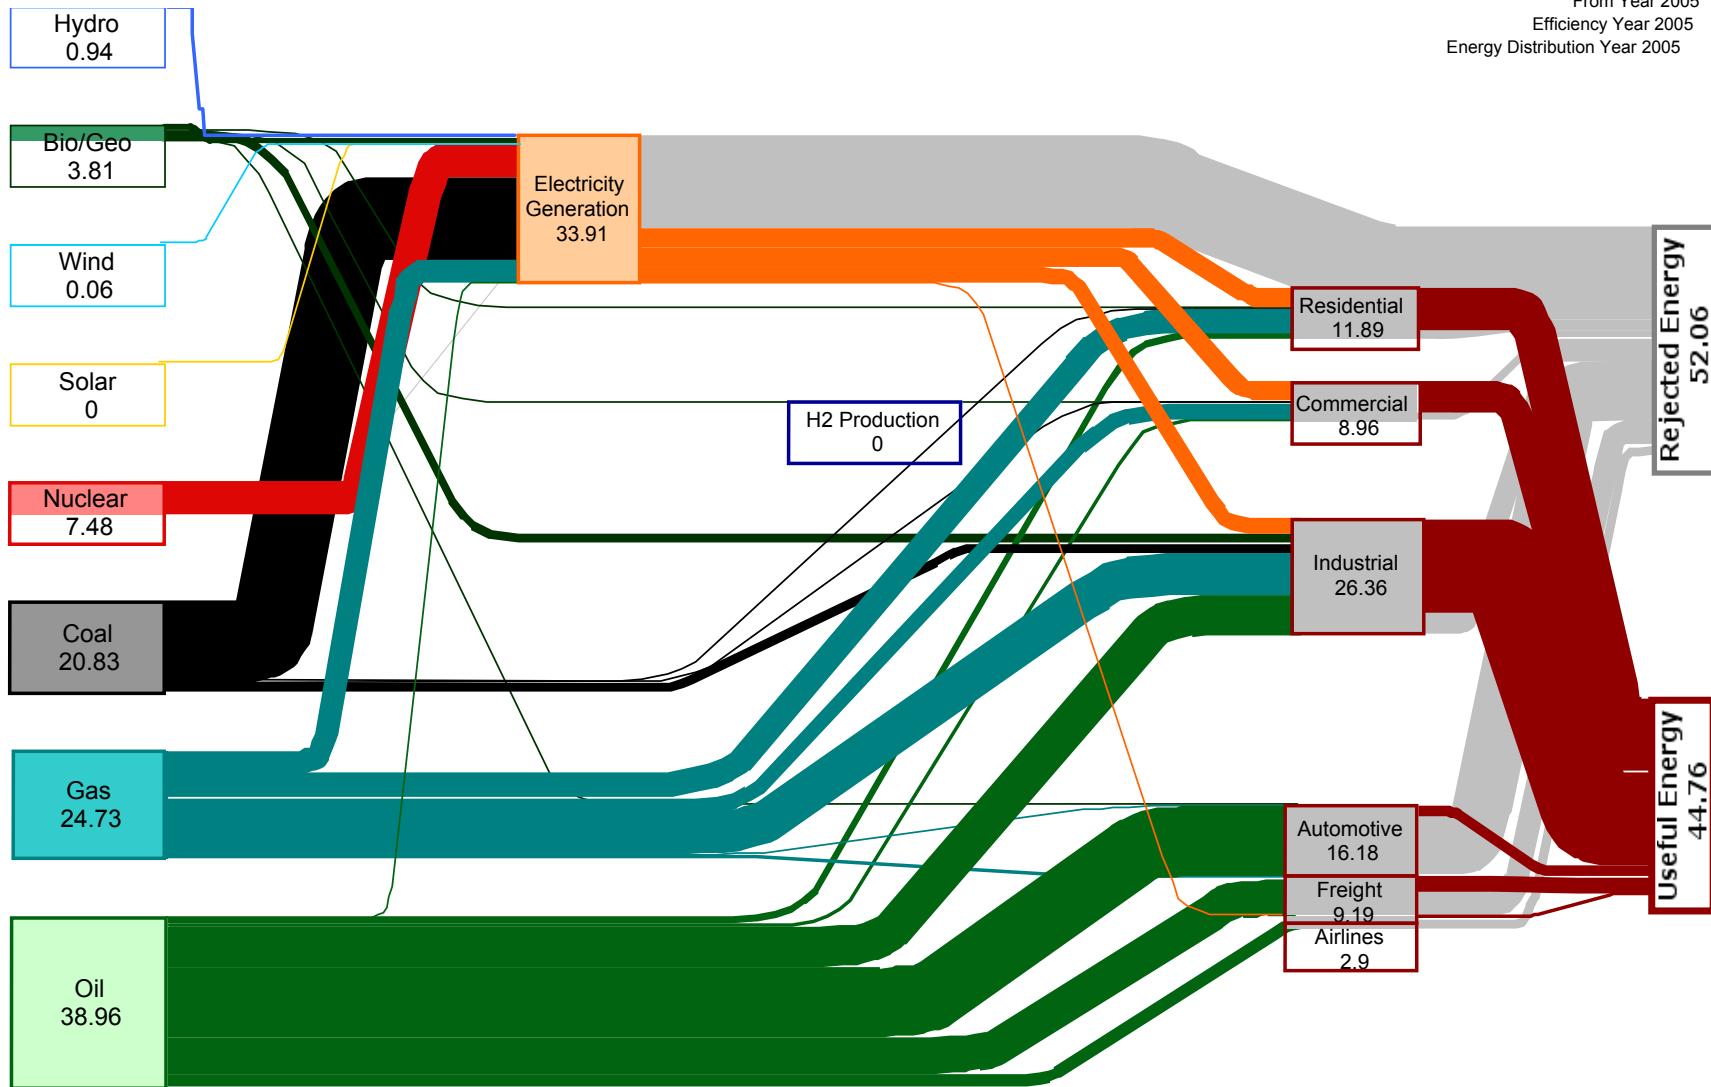 From Year 2005
Efficiency Year 2005
Energy Distribution Year 2005
Hydro
0.94
Bio/Geo
3.81
Wind
0.06
Solar
0
Nuclear
7.48
Coal
20.83
Gas
24.73
Oil
38.96
Electricity
Generation
33.91
H2 Production
0
Residential
11.89
Commercial
8.96
Industrial
26.36
Automotive
16.18
Freight
9.19
Airlines
2.9
Rejected Energy
52.06
Useful Energy
44.76